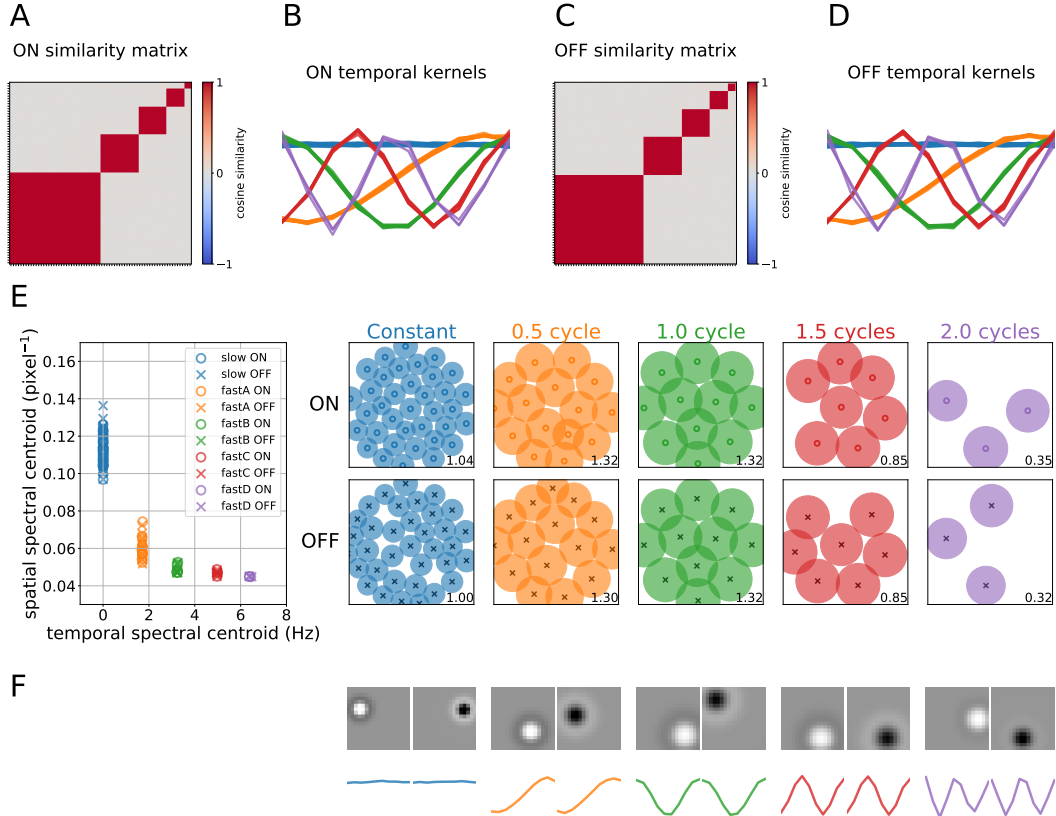 A
B
C
D
ON similarity matrix
ON temporal kernels
OFF similarity matrix
OFF temporal kernels
1
0
−1
cosine similarity
1
0
−1
cosine similarity
E
spatial spectral centroid (pixel⁻¹)
0.16
0.14
0.12
0.10
0.08
0.06
0.04
0 2 4 6 8
temporal spectral centroid (Hz)
slow ON
slow OFF
fastA ON
fastA OFF
fastB ON
fastB OFF
fastC ON
fastC OFF
fastD ON
fastD OFF
Constant
0.5 cycle
1.0 cycle
1.5 cycles
2.0 cycles
ON
1.04
1.32
1.32
0.85
0.35
OFF
1.00
1.30
1.32
0.85
0.32
F